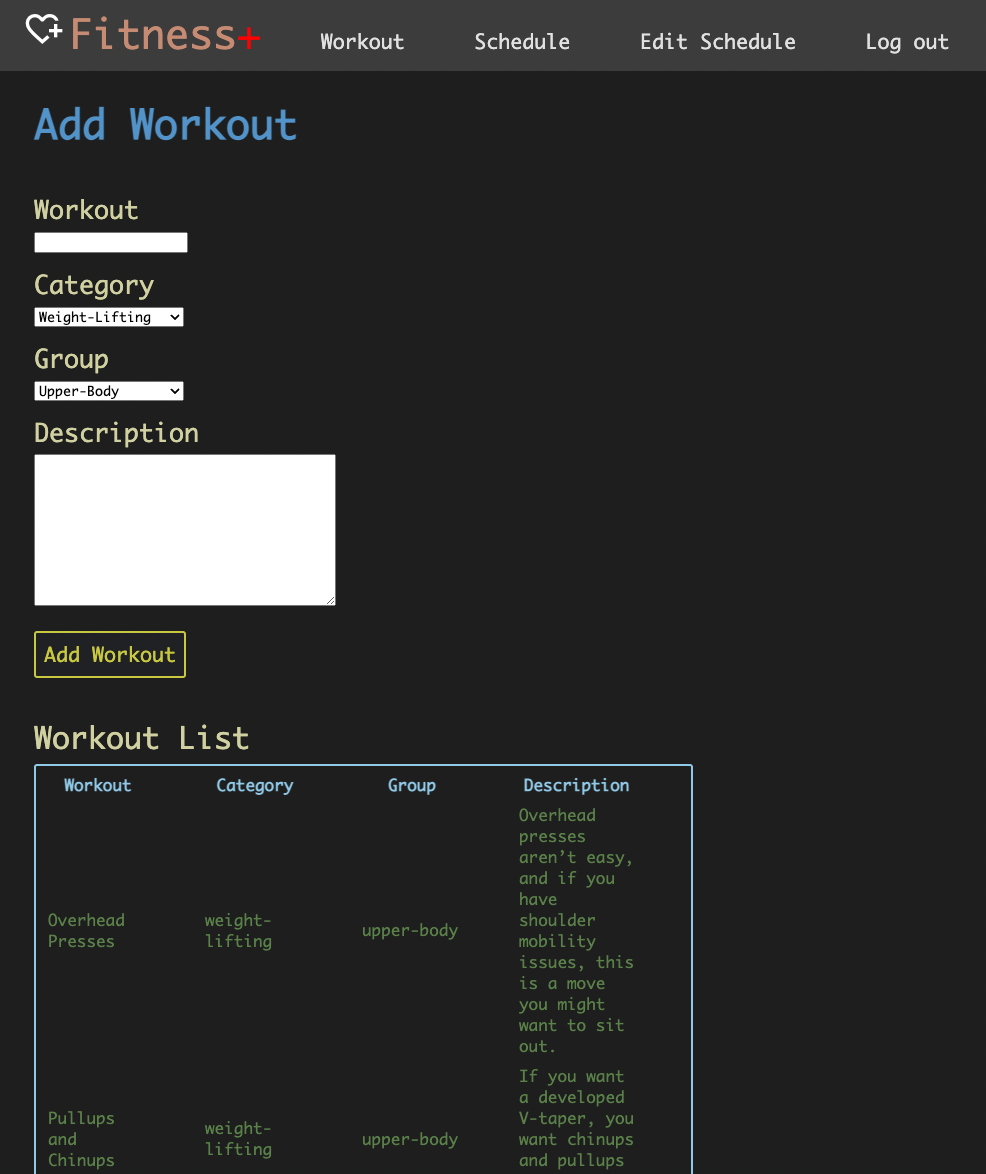 Fitness+ Workout Schedule Edit Schedule Log out
Add Workout
Workout
Category
Weight-Lifting
Group
Upper-Body
Description
Add Workout
Workout List
Workout Category Group Description
Overhead Presses
weight-lifting
upper-body
Overhead
presses
aren’t easy,
and if you
have
shoulder
mobility
issues, this
is a move
you might
want to sit
out.
Pullups
and
Chinups
weight-
lifting
upper-body
If you want
a developed
V-taper, you
want chinups
and pullups